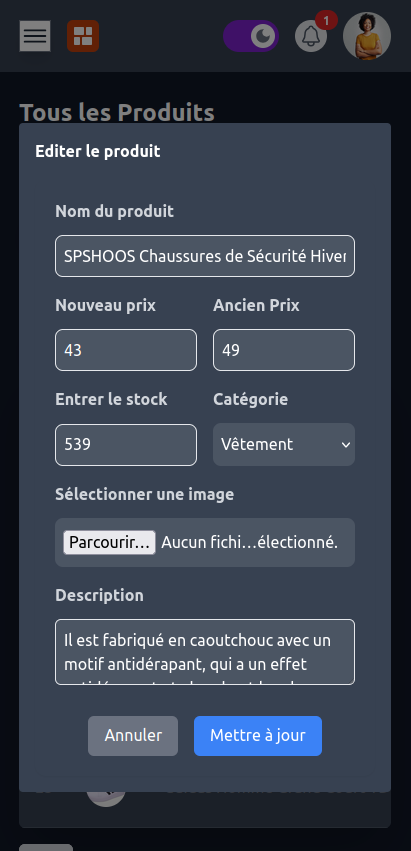 1
Tous les Produits
Editer le produit
Nom du produit
SPSHOOS Chaussures de Sécurité Hiver
Nouveau prix
Ancien Prix
43
49
Entrer le stock
Catégorie
539
Vêtement
Sélectionner une image
Parcourir… Aucun fichi…électionné.
Description
Il est fabriqué en caoutchouc avec un
motif antidérapant, qui a un effet
Annuler
Mettre à jour